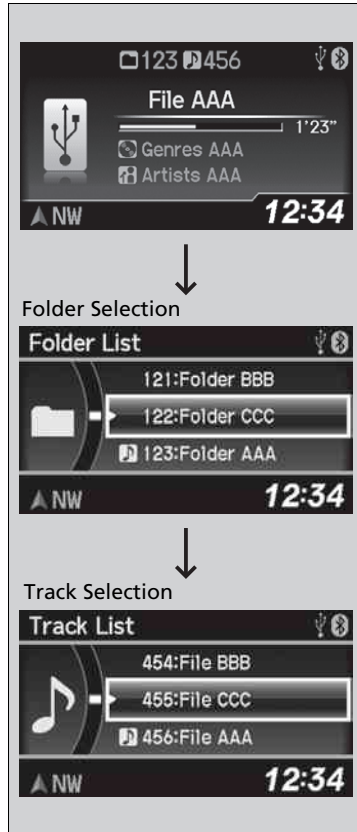 123 456
File AAA
1'23"
Genres AAA
Artists AAA
NW 12:34
Folder Selection
Folder List
121:Folder BBB
122:Folder CCC
123:Folder AAA
NW 12:34
Track Selection
Track List
454:File BBB
455:File CCC
456:File AAA
NW 12:34